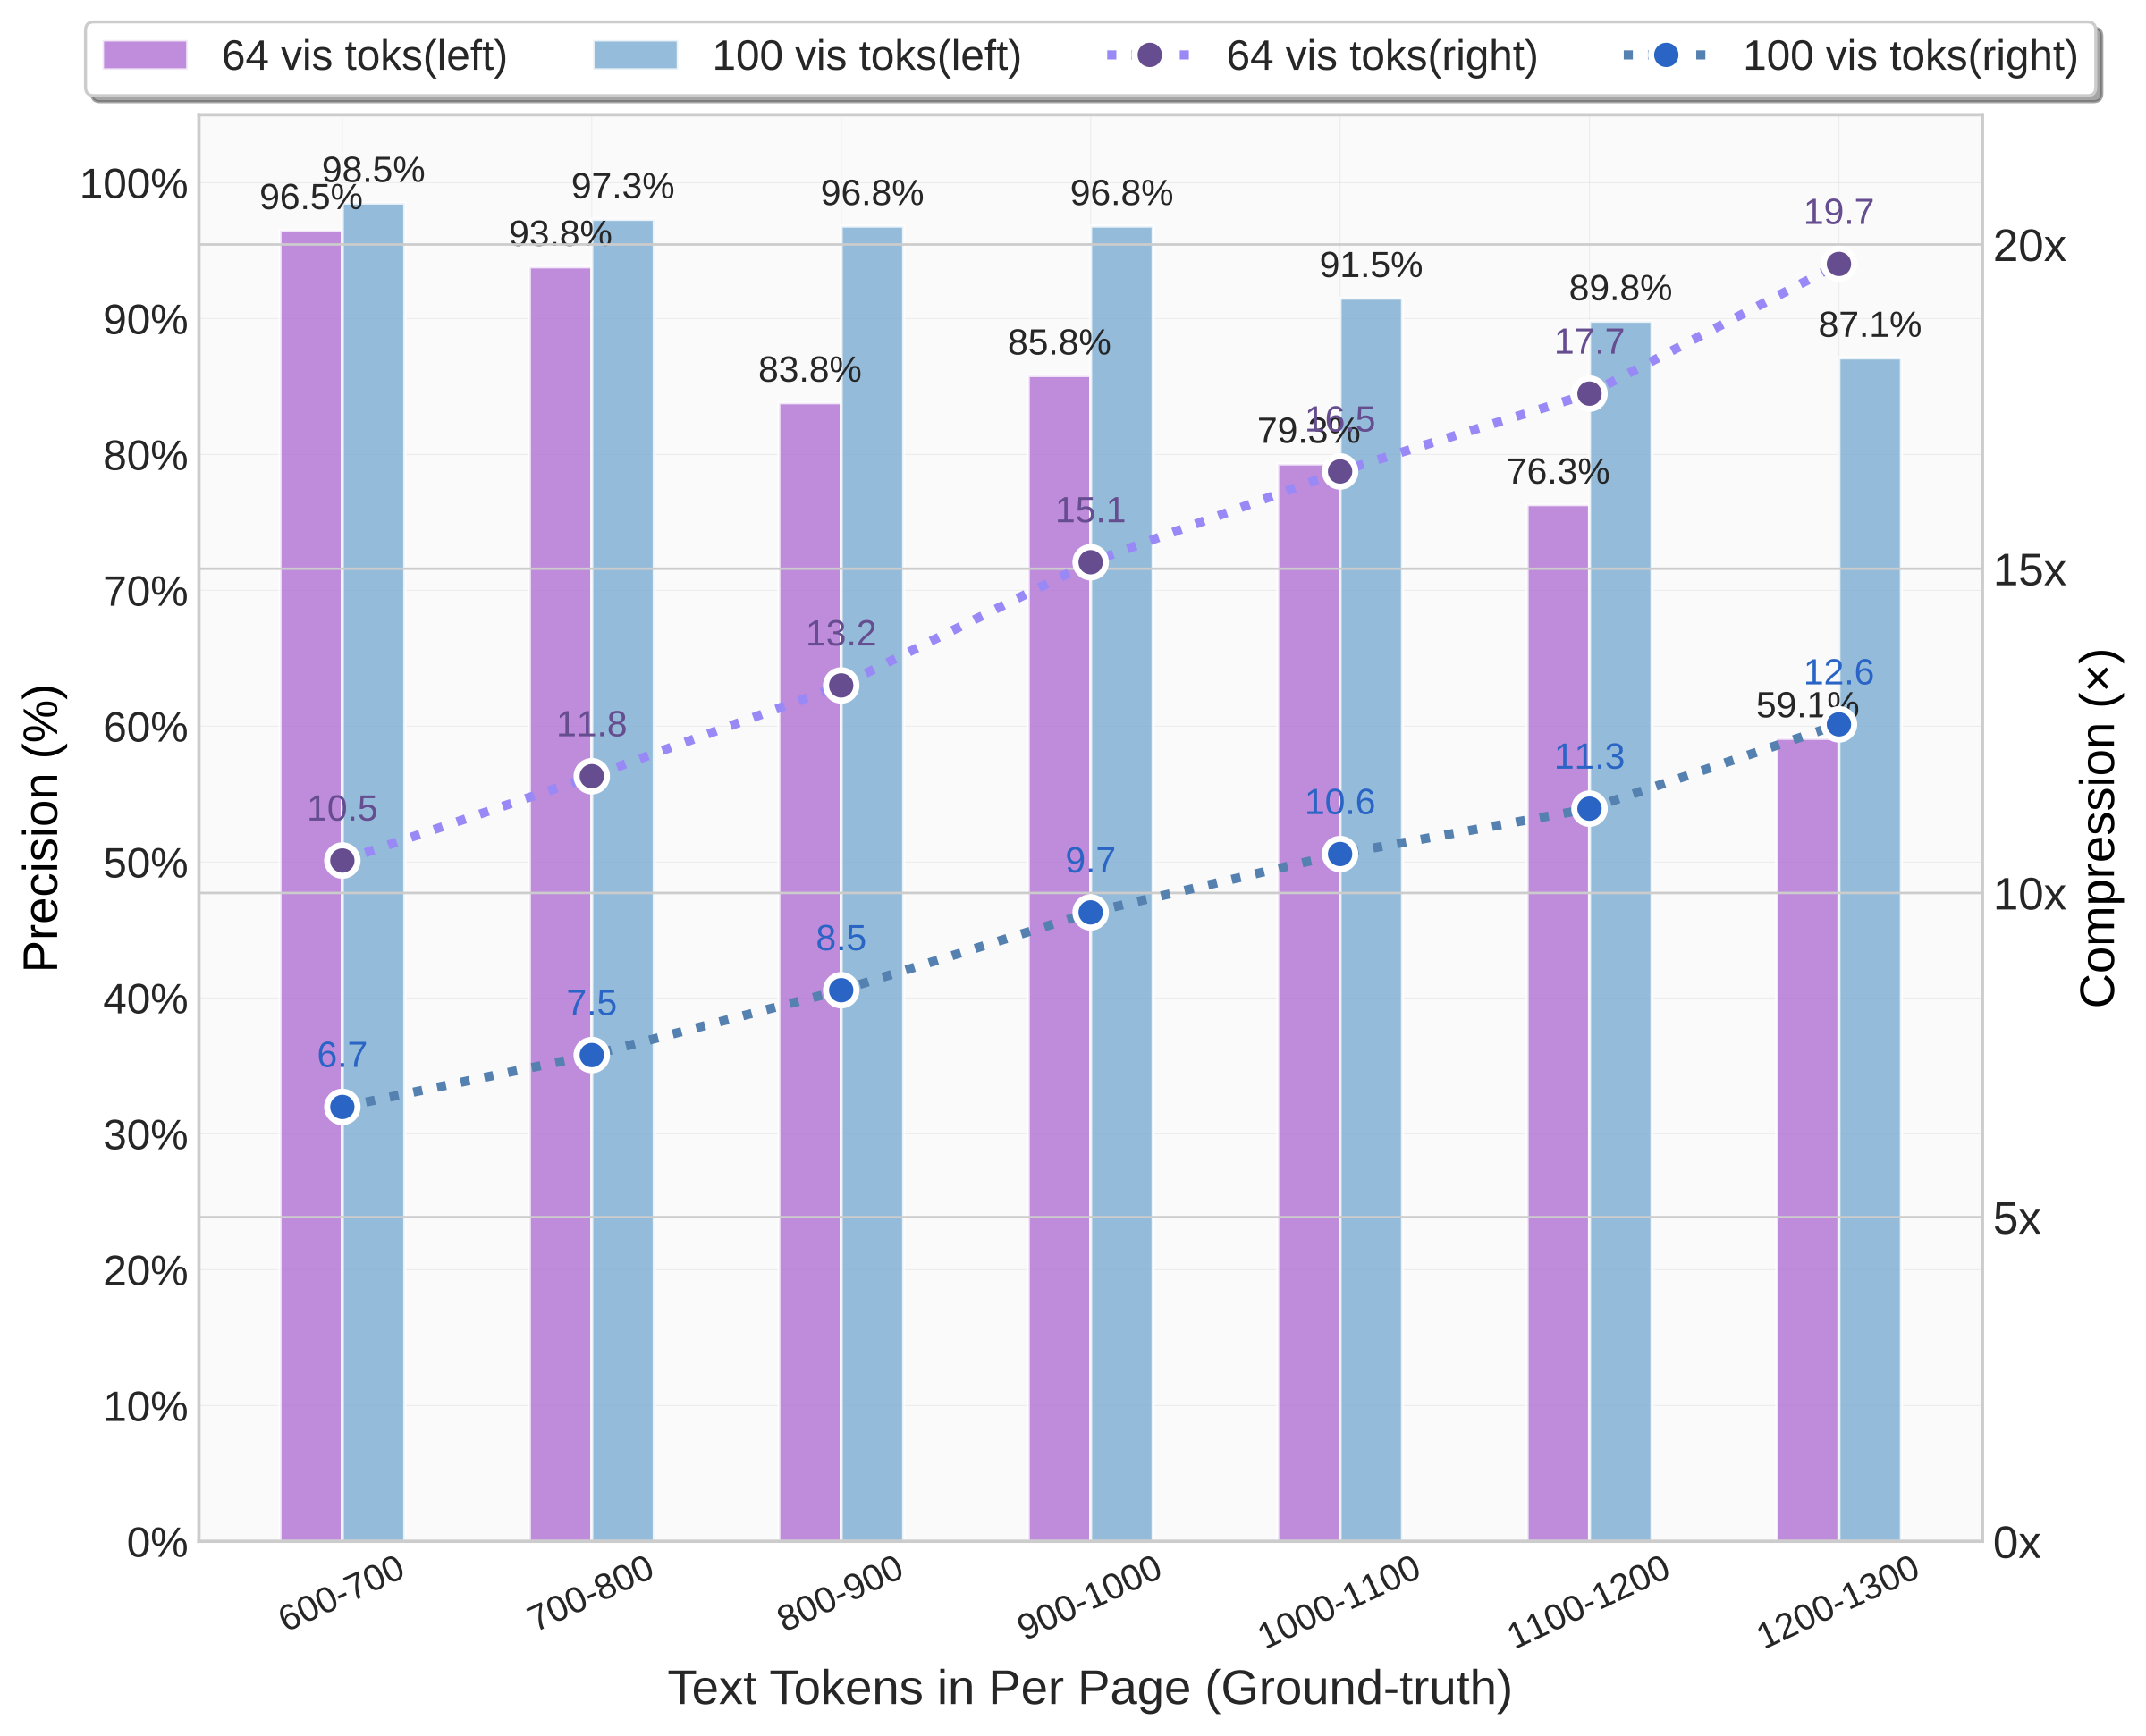 64 vis toks(left) 100 vis toks(left) 64 vis toks(right) 100 vis toks(right)
Precision (%)
100%
90%
80%
70%
60%
50%
40%
30%
20%
10%
0%
96.5% 98.5%
93.8% 97.3%
83.8% 96.8%
85.8% 96.8%
79.3% 91.5%
76.3% 89.8%
59.1% 87.1%
10.5 11.8 13.2 15.1 16.5 17.7 19.7
6.7 7.5 8.5 9.7 10.6 11.3 12.6
20x
15x
10x
5x
0x
Compression (×)
600-700 700-800 800-900 900-1000 1000-1100 1100-1200 1200-1300
Text Tokens in Per Page (Ground-truth)